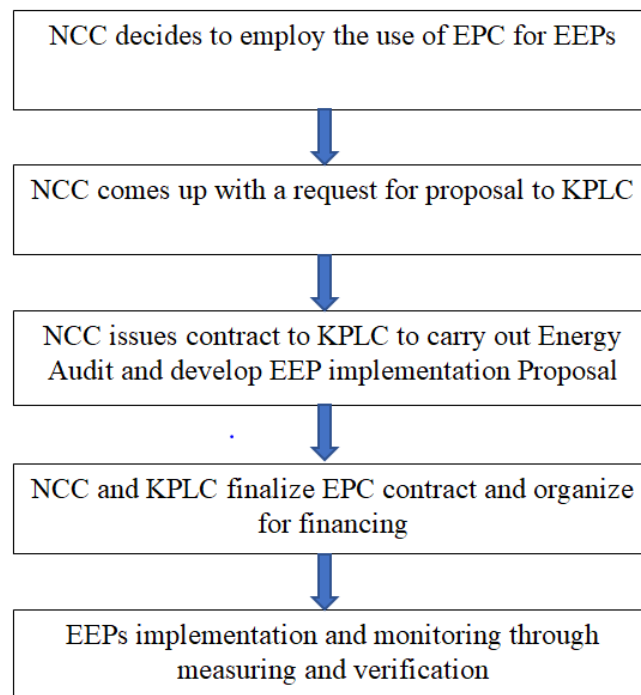 NCC decides to employ the use of EPC for EEPs
NCC comes up with a request for proposal to KPLC
NCC issues contract to KPLC to carry out Energy
Audit and develop EEP implementation Proposal
NCC and KPLC finalize EPC contract and organize
for financing
EEPs implementation and monitoring through
measuring and verification